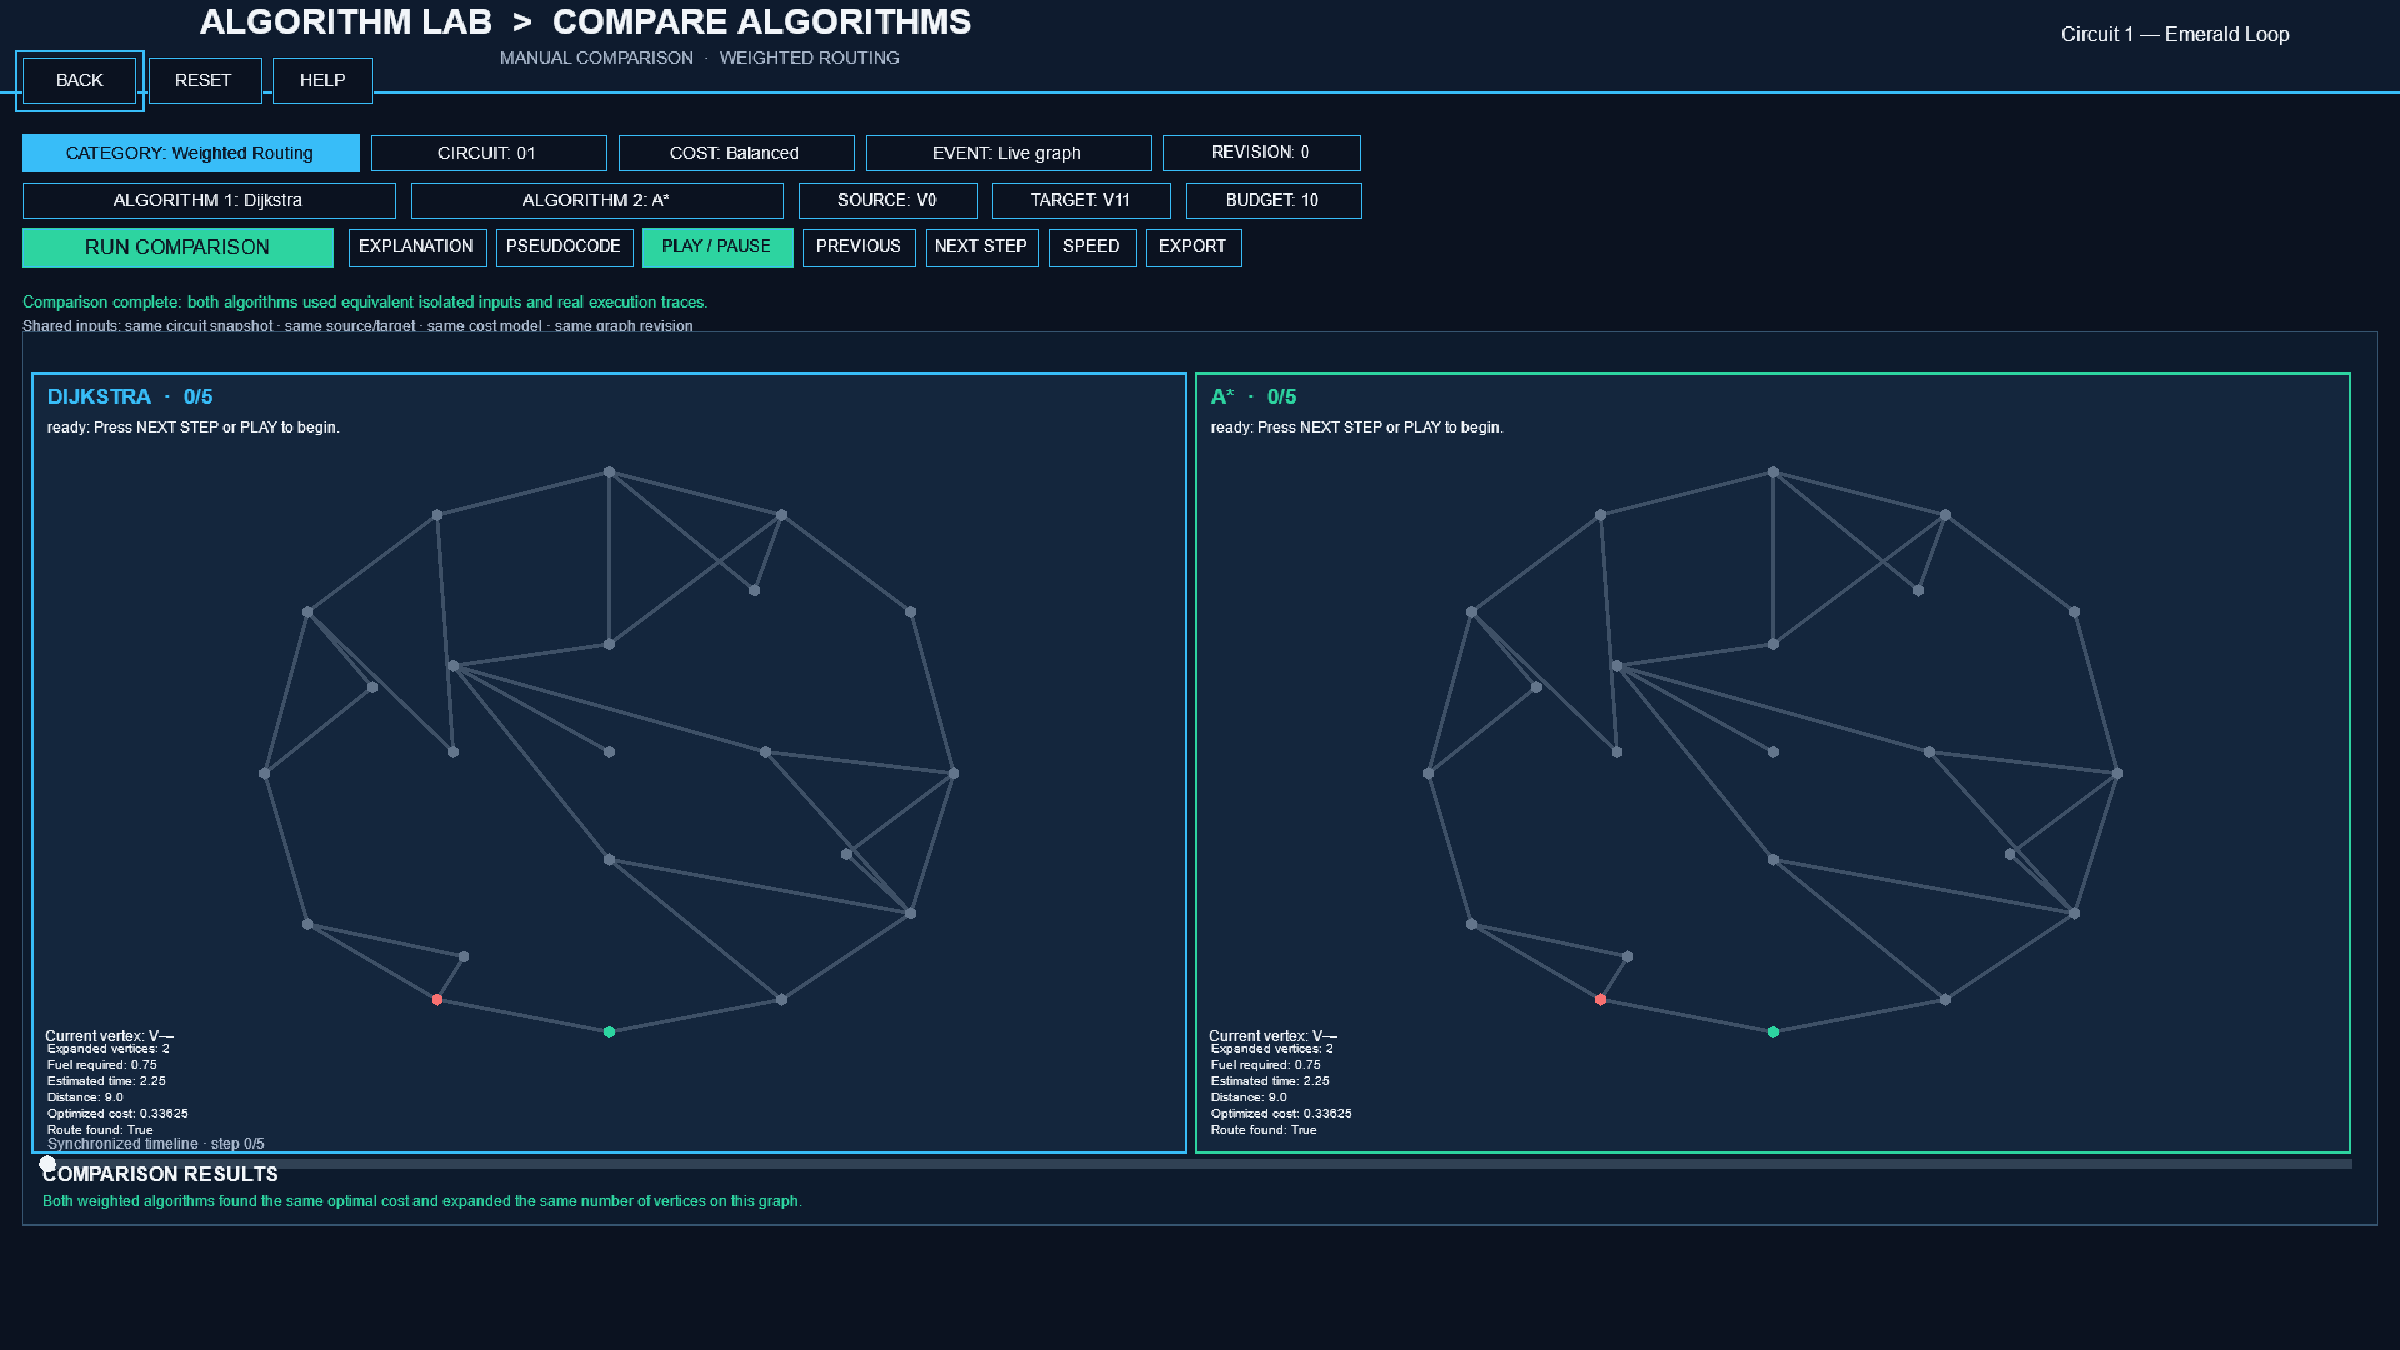 ALGORITHM LAB > COMPARE ALGORITHMS
MANUAL COMPARISON · WEIGHTED ROUTING
Circuit 1 — Emerald Loop
BACK RESET HELP
CATEGORY: Weighted Routing CIRCUIT: 01 COST: Balanced EVENT: Live graph REVISION: 0
ALGORITHM 1: Dijkstra ALGORITHM 2: A* SOURCE: V0 TARGET: V11 BUDGET: 10
RUN COMPARISON EXPLANATION PSEUDOCODE PLAY / PAUSE PREVIOUS NEXT STEP SPEED EXPORT
Comparison complete: both algorithms used equivalent isolated inputs and real execution traces.
Shared inputs: same circuit snapshot · same source/target · same cost model · same graph revision
DIJKSTRA · 0/5
ready: Press NEXT STEP or PLAY to begin.
Current vertex: V—
Expanded vertices: 2
Fuel required: 0.75
Estimated time: 2.25
Distance: 9.0
Optimized cost: 0.33625
Route found: True
Synchronized timeline · step 0/5
A* · 0/5
ready: Press NEXT STEP or PLAY to begin.
Current vertex: V—
Expanded vertices: 2
Fuel required: 0.75
Estimated time: 2.25
Distance: 9.0
Optimized cost: 0.33625
Route found: True
COMPARISON RESULTS
Both weighted algorithms found the same optimal cost and expanded the same number of vertices on this graph.